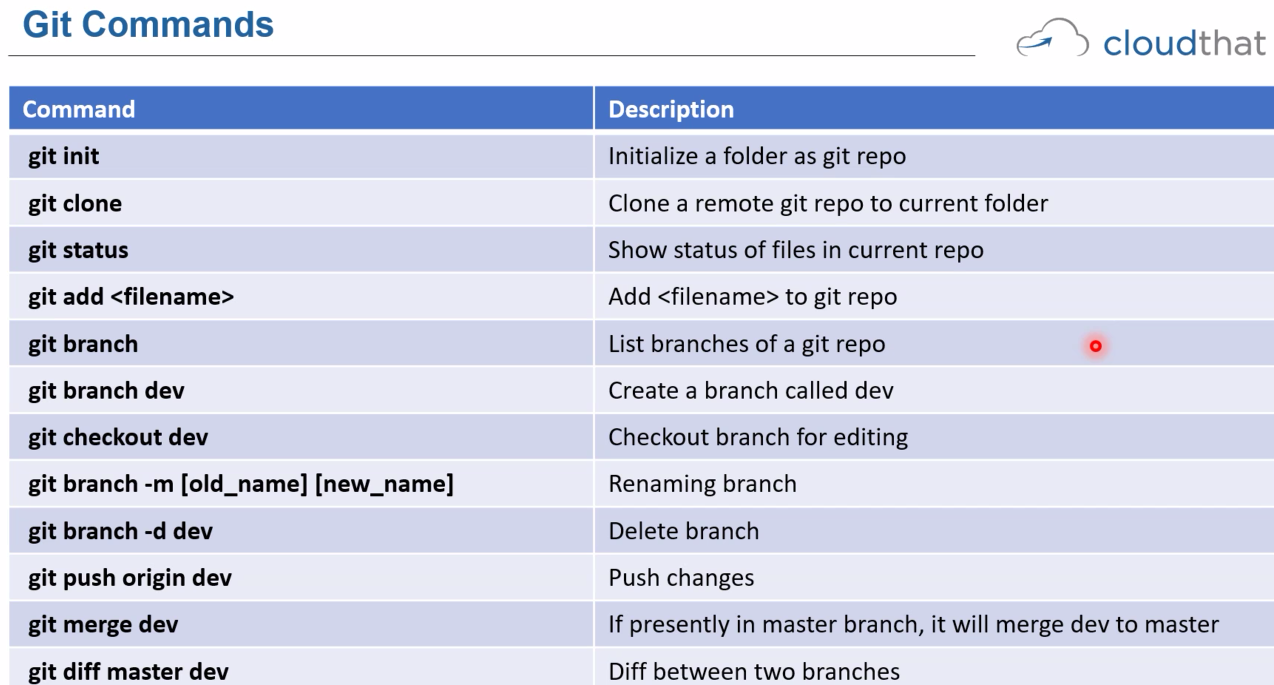 Git Commands
cloudthat
Command Description
git init Initialize a folder as git repo
git clone Clone a remote git repo to current folder
git status Show status of files in current repo
git add <filename> Add <filename> to git repo
git branch List branches of a git repo
git branch dev Create a branch called dev
git checkout dev Checkout branch for editing
git branch -m [old_name] [new_name] Renaming branch
git branch -d dev Delete branch
git push origin dev Push changes
git merge dev If presently in master branch, it will merge dev to master
git diff master dev Diff between two branches